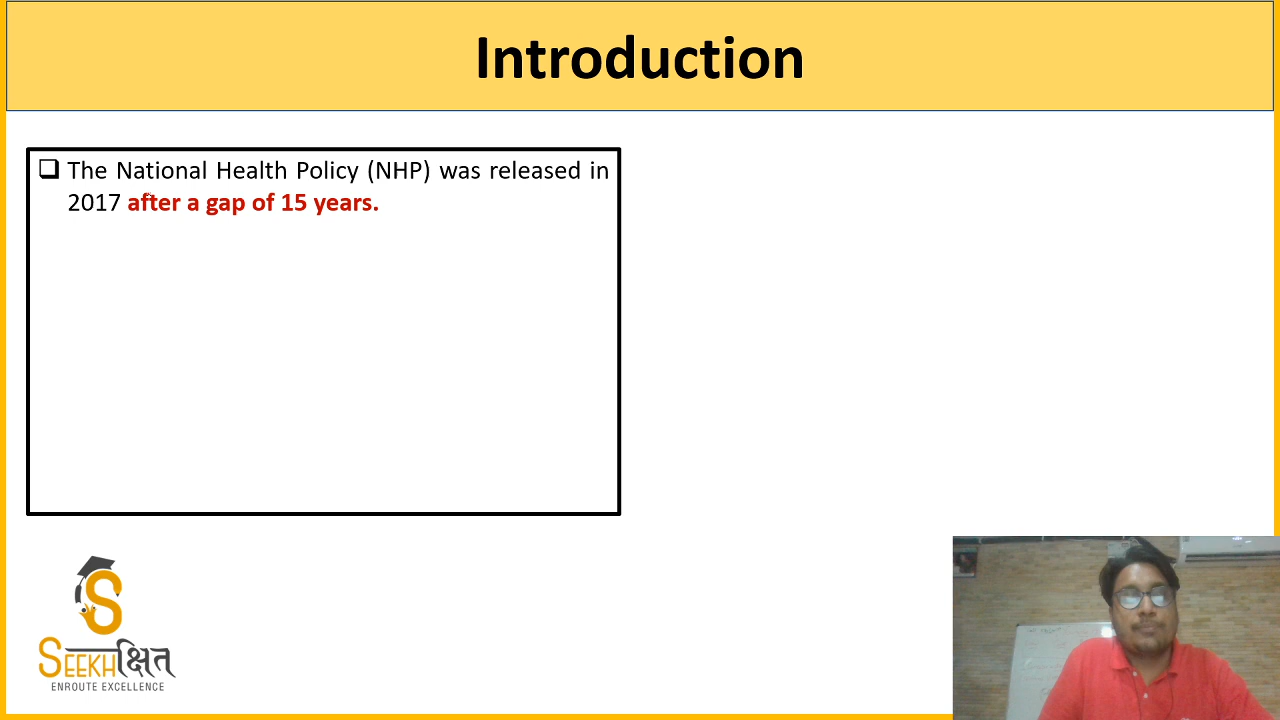 Introduction
❑ The National Health Policy (NHP) was released in
2017 after a gap of 15 years.
S
SEEKHक्षित
ENROUTE EXCELLENCE